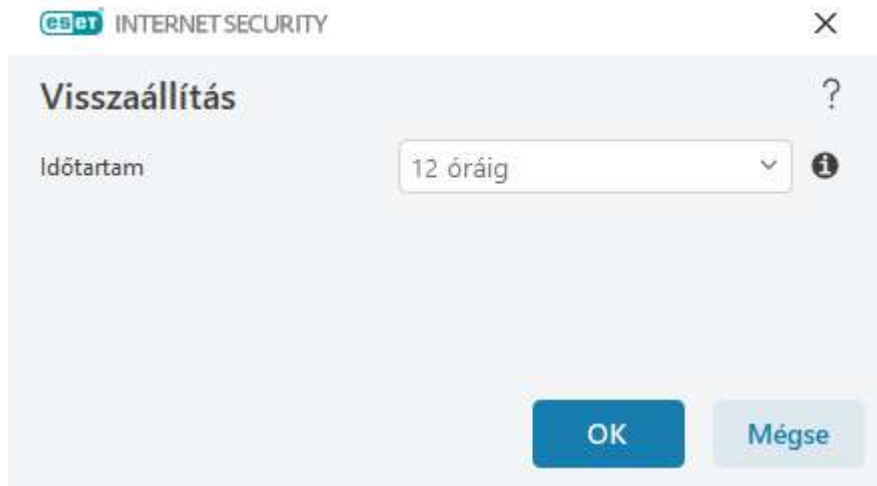 eset INTERNET SECURITY
Visszaállítás
?
Időtartam
12 óráig
OK
Mégse